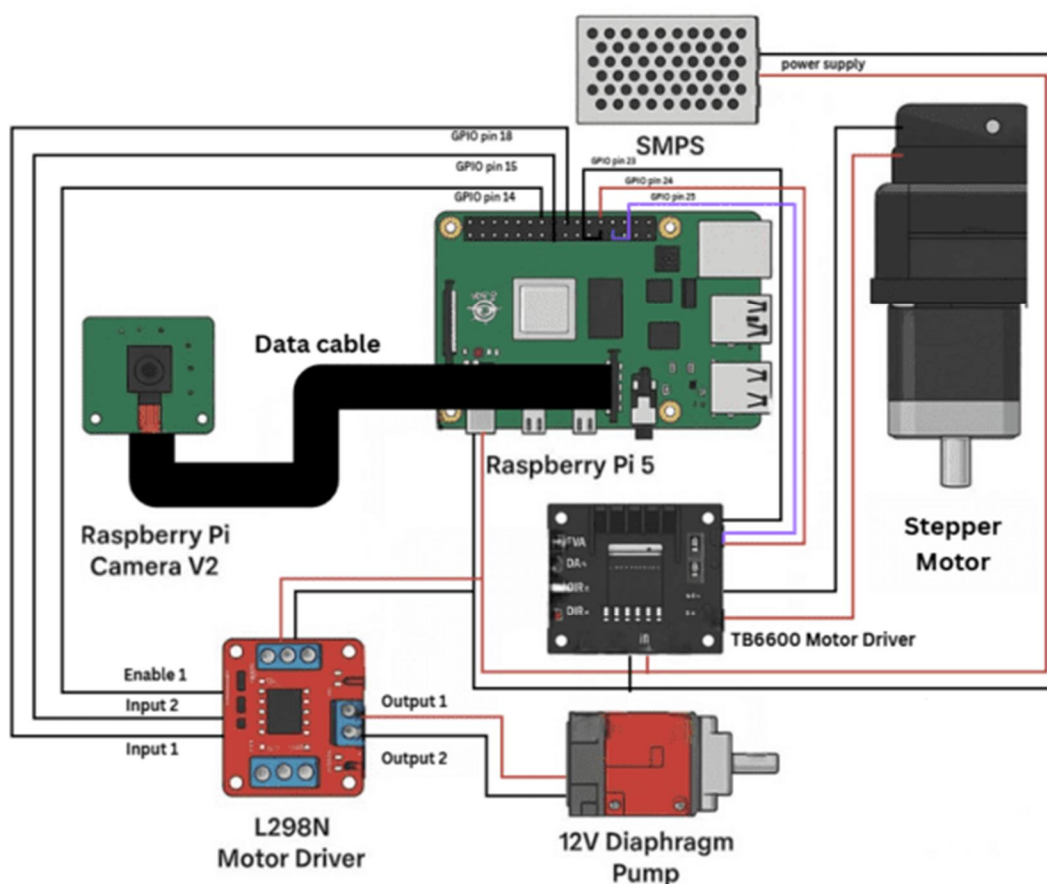 power supply
SMPS
GPIO pin 18
GPIO pin 15
GPIO pin 14
GPIO pin 23
GPIO pin 24
GPIO pin 25
Data cable
Raspberry Pi 5
Raspberry Pi
Camera V2
Stepper
Motor
DIR
DIR
TB6600 Motor Driver
Enable 1
Input 2
Input 1
Output 1
Output 2
L298N
Motor Driver
12V Diaphragm
Pump